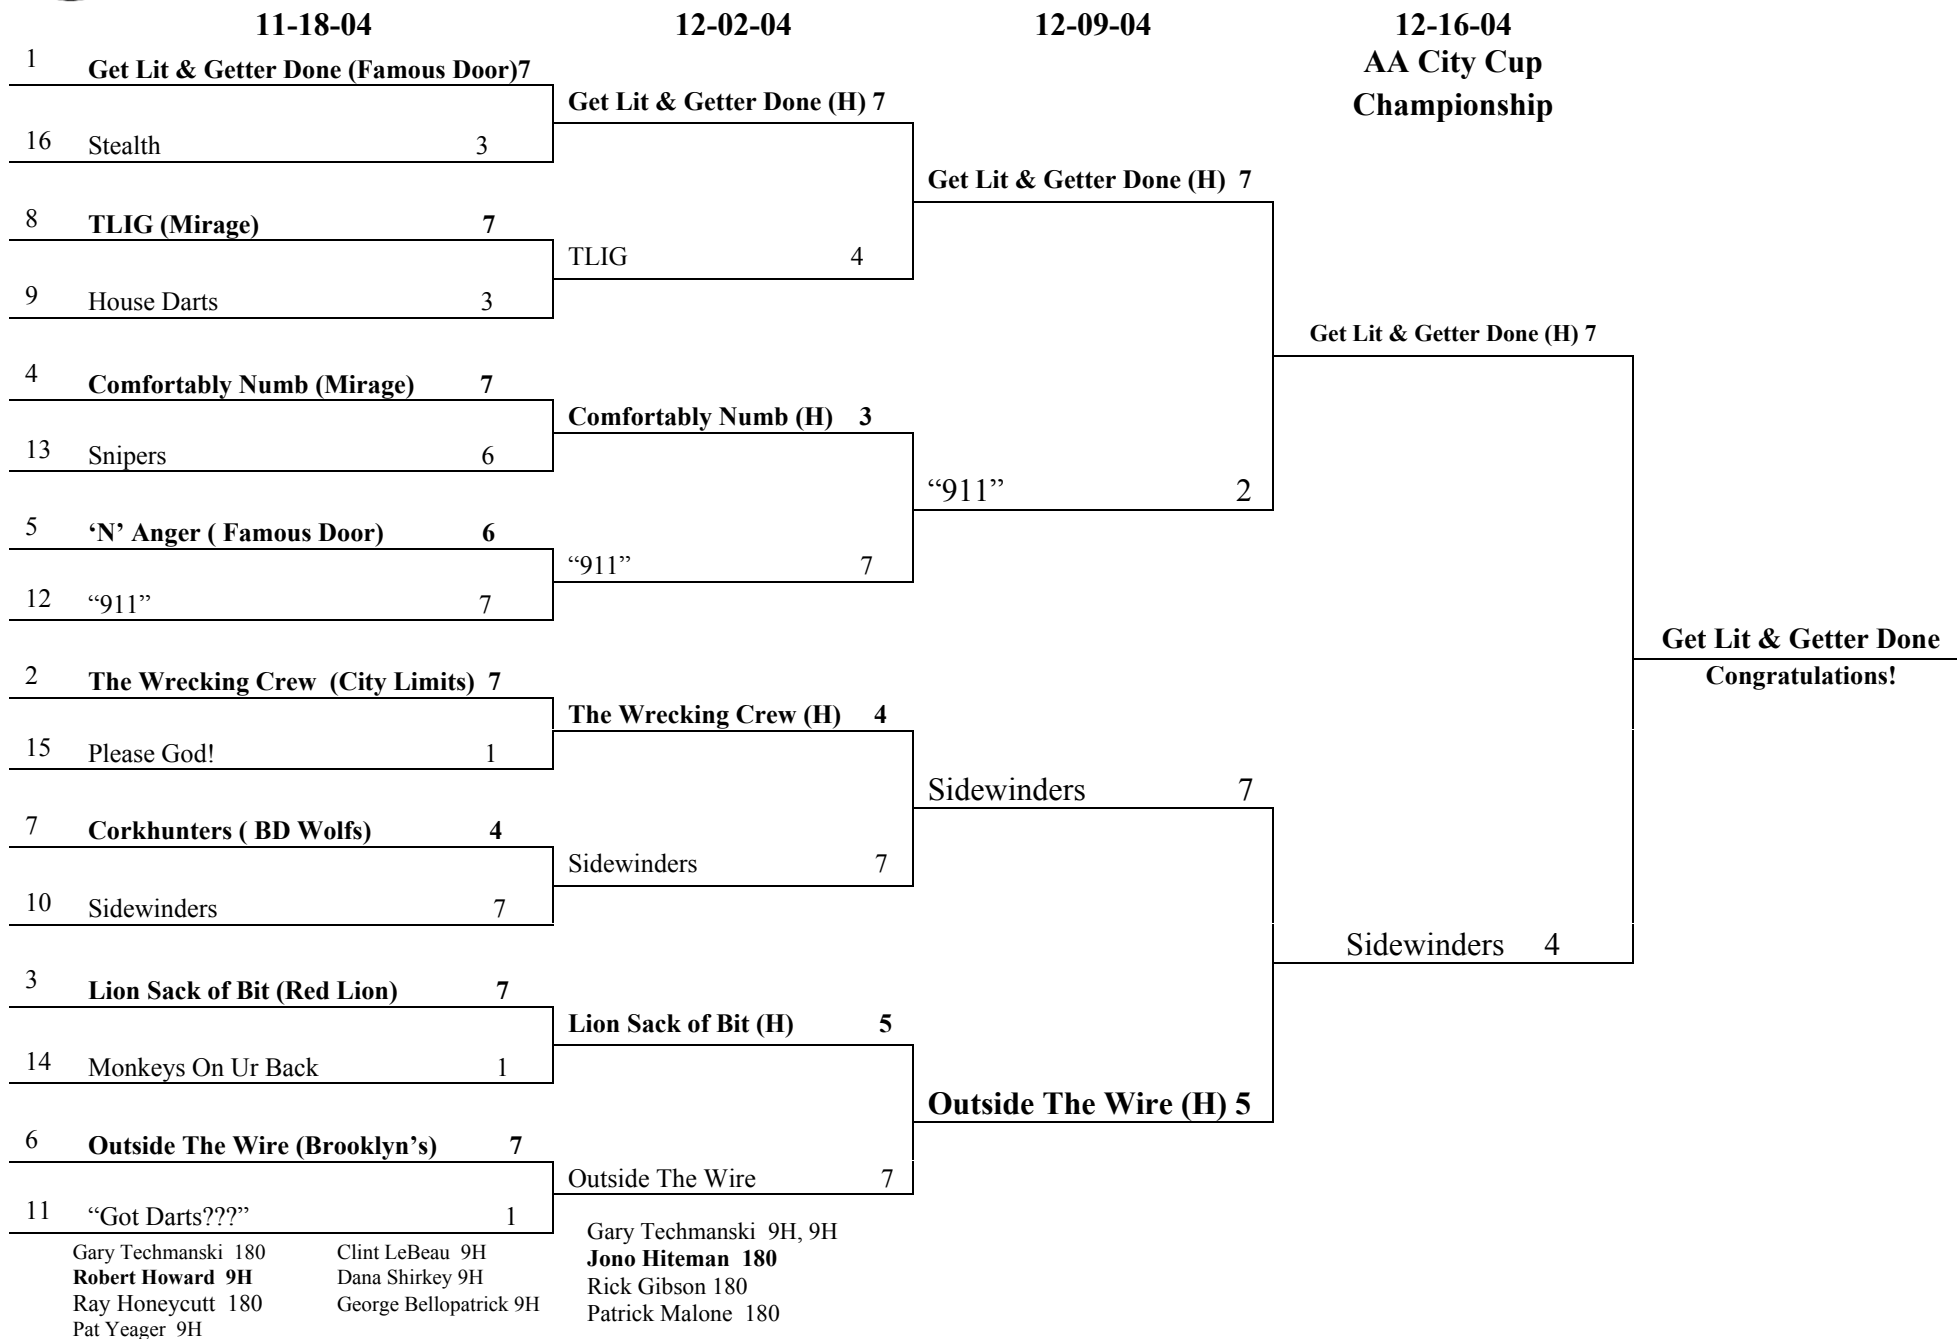 11-18-04 12-02-04 12-09-04 12-16-04
AA City Cup
Championship
1 Get Lit & Getter Done (Famous Door)7
16 Stealth 3
8 TLIG (Mirage) 7
9 House Darts 3
4 Comfortably Numb (Mirage) 7
13 Snipers 6
5 ‘N’ Anger ( Famous Door) 6
12 “911” 7
2 The Wrecking Crew (City Limits) 7
15 Please God! 1
7 Corkhunters ( BD Wolfs) 4
10 Sidewinders 7
3 Lion Sack of Bit (Red Lion) 7
14 Monkeys On Ur Back 1
6 Outside The Wire (Brooklyn’s) 7
11 “Got Darts???” 1
Get Lit & Getter Done (H) 7
TLIG 4
Comfortably Numb (H) 3
“911” 7
The Wrecking Crew (H) 4
Sidewinders 7
Lion Sack of Bit (H) 5
Outside The Wire 7
Get Lit & Getter Done (H) 7
“911” 2
Sidewinders 7
Outside The Wire (H) 5
Get Lit & Getter Done (H) 7
Sidewinders 4
Get Lit & Getter Done
Congratulations!
Gary Techmanski 180
Robert Howard 9H
Ray Honeycutt 180
Pat Yeager 9H
Clint LeBeau 9H
Dana Shirkey 9H
George Bellopatrick 9H
Gary Techmanski 9H, 9H
Jono Hiteman 180
Rick Gibson 180
Patrick Malone 180